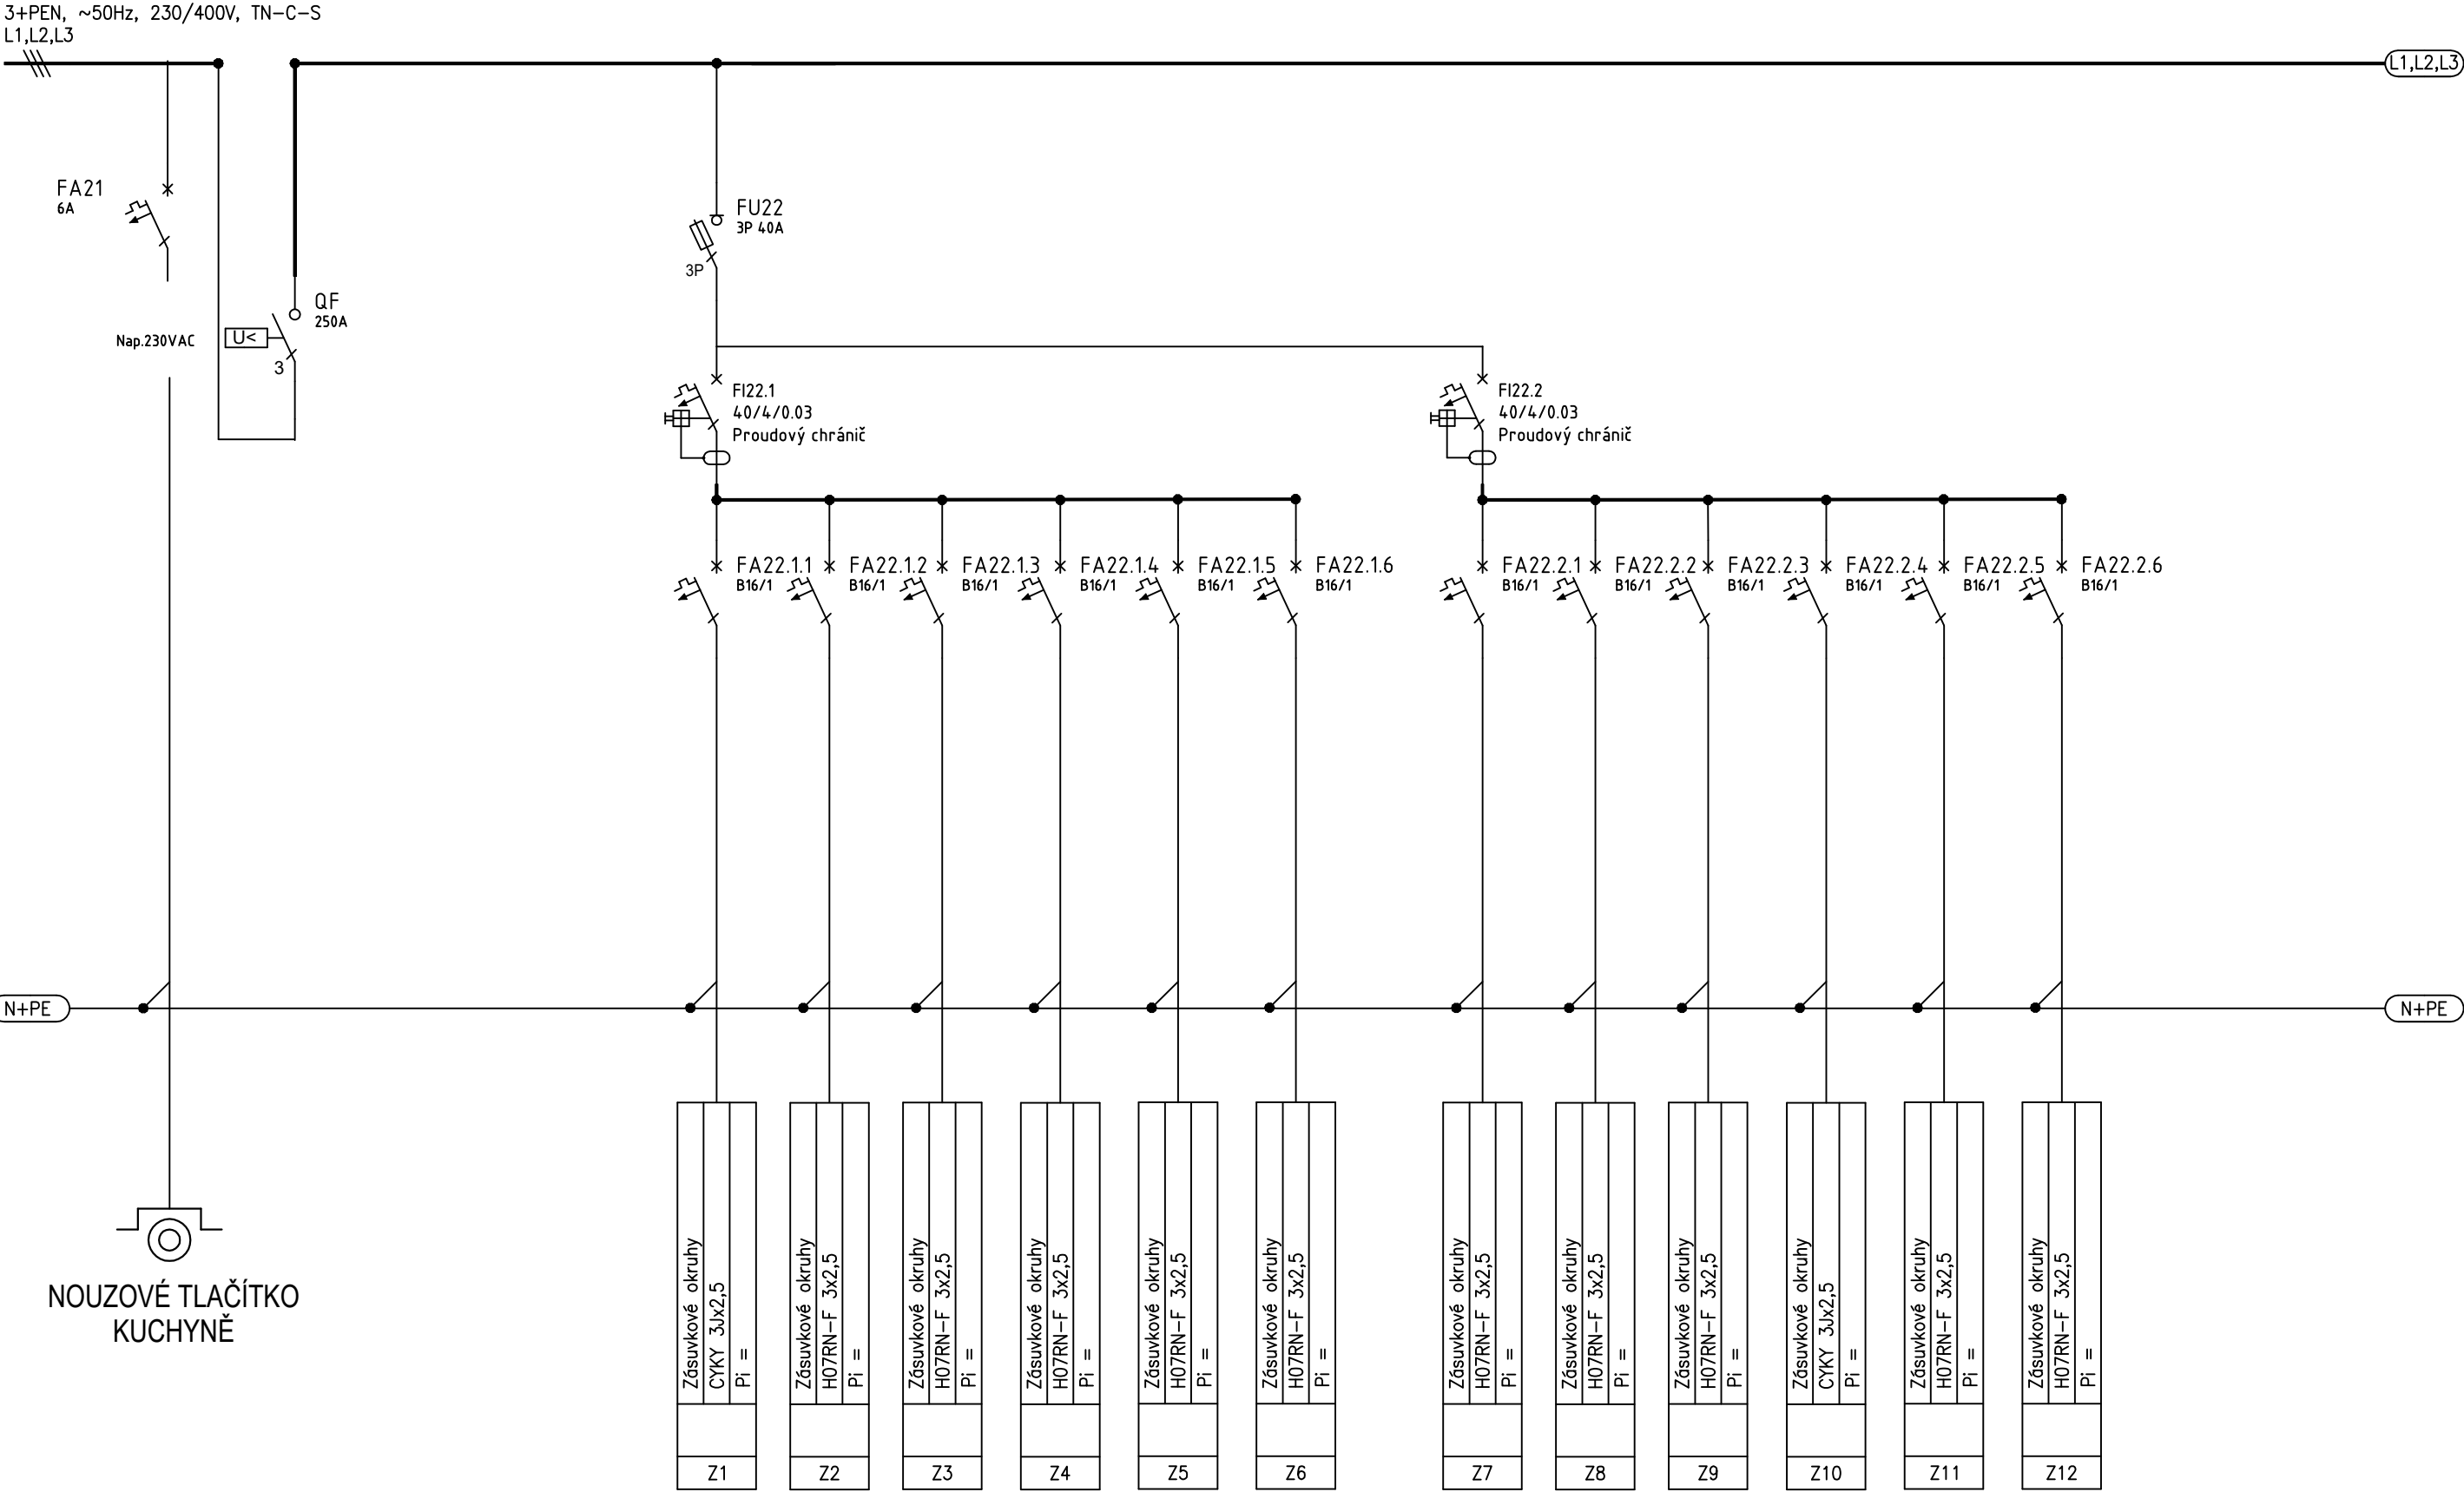 3+PEN, ~50Hz, 230/400V, TN-C-S
L1,L2,L3
L1,L2,L3
FA21
6A
FU22
3P 40A
3P
QF
250A
U<
3
Nap.230VAC
FI22.1
40/4/0.03
Proudový chránič
FI22.2
40/4/0.03
Proudový chránič
FA22.1.1
B16/1
FA22.1.2
B16/1
FA22.1.3
B16/1
FA22.1.4
B16/1
FA22.1.5
B16/1
FA22.1.6
B16/1
FA22.2.1
B16/1
FA22.2.2
B16/1
FA22.2.3
B16/1
FA22.2.4
B16/1
FA22.2.5
B16/1
FA22.2.6
B16/1
N+PE
N+PE
NOUZOVÉ TLAČÍTKO
KUCHYNĚ
Zásuvkové okruhy
CYKY 3Jx2,5
Pi =
Z1
Zásuvkové okruhy
H07RN-F 3x2,5
Pi =
Z2
Zásuvkové okruhy
H07RN-F 3x2,5
Pi =
Z3
Zásuvkové okruhy
H07RN-F 3x2,5
Pi =
Z4
Zásuvkové okruhy
H07RN-F 3x2,5
Pi =
Z5
Zásuvkové okruhy
H07RN-F 3x2,5
Pi =
Z6
Zásuvkové okruhy
H07RN-F 3x2,5
Pi =
Z7
Zásuvkové okruhy
H07RN-F 3x2,5
Pi =
Z8
Zásuvkové okruhy
H07RN-F 3x2,5
Pi =
Z9
Zásuvkové okruhy
CYKY 3Jx2,5
Pi =
Z10
Zásuvkové okruhy
H07RN-F 3x2,5
Pi =
Z11
Zásuvkové okruhy
H07RN-F 3x2,5
Pi =
Z12